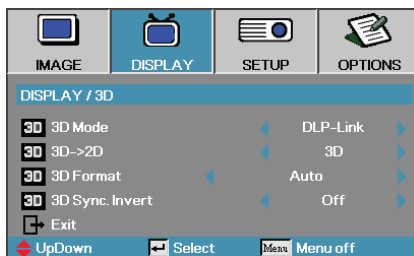 IMAGE DISPLAY SETUP OPTIONS
DISPLAY / 3D
3D 3D Mode DLP-Link
3D 3D->2D 3D
3D 3D Format Auto
3D 3D Sync. Invert Off
Exit
UpDown Select Menu Menu off